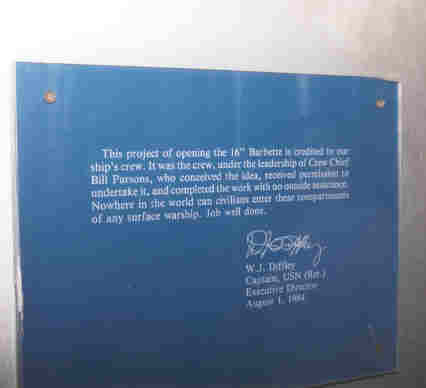 This project of opening the 16" Barbette is credited to our
ship's crew. It was the crew, under the leadership of Crew Chief
Bill Parsons, who conceived the idea, received permission to
undertake it, and completed the work with no outside assistance.
Nowhere in the world can civilians enter these compartments
of any surface warship. Job well done.
W.J. Diffley
Captain, USN (Ret.)
Executive Director
August 1, 1984